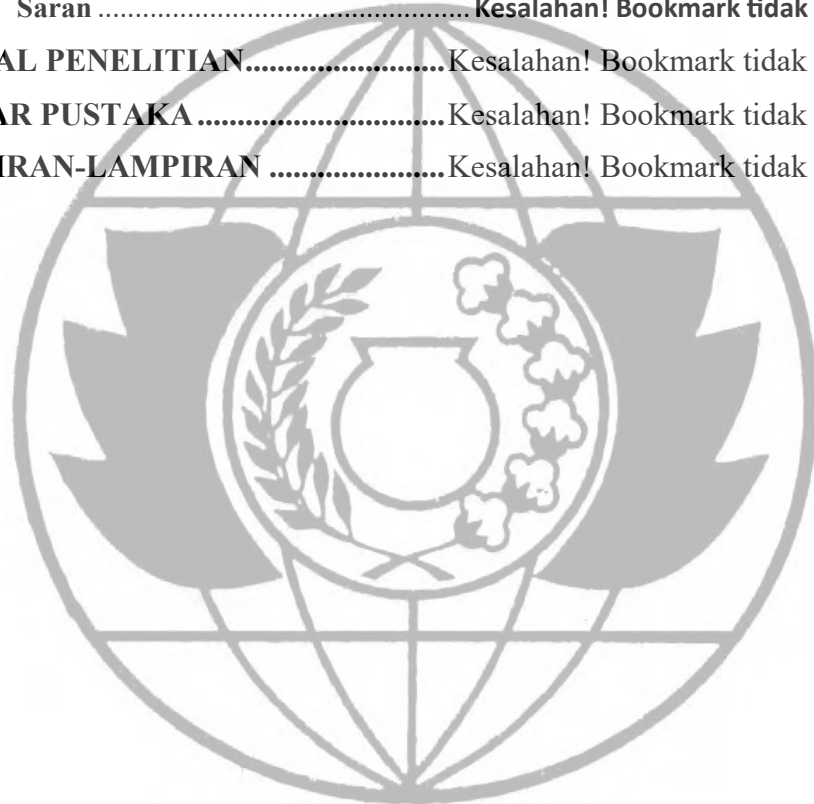 Saran ............................................... Kesalahan! Bookmark tidak
AL PENELITIAN........................Kesalahan! Bookmark tidak
AR PUSTAKA .............................Kesalahan! Bookmark tidak
IRAN-LAMPIRAN .....................Kesalahan! Bookmark tidak